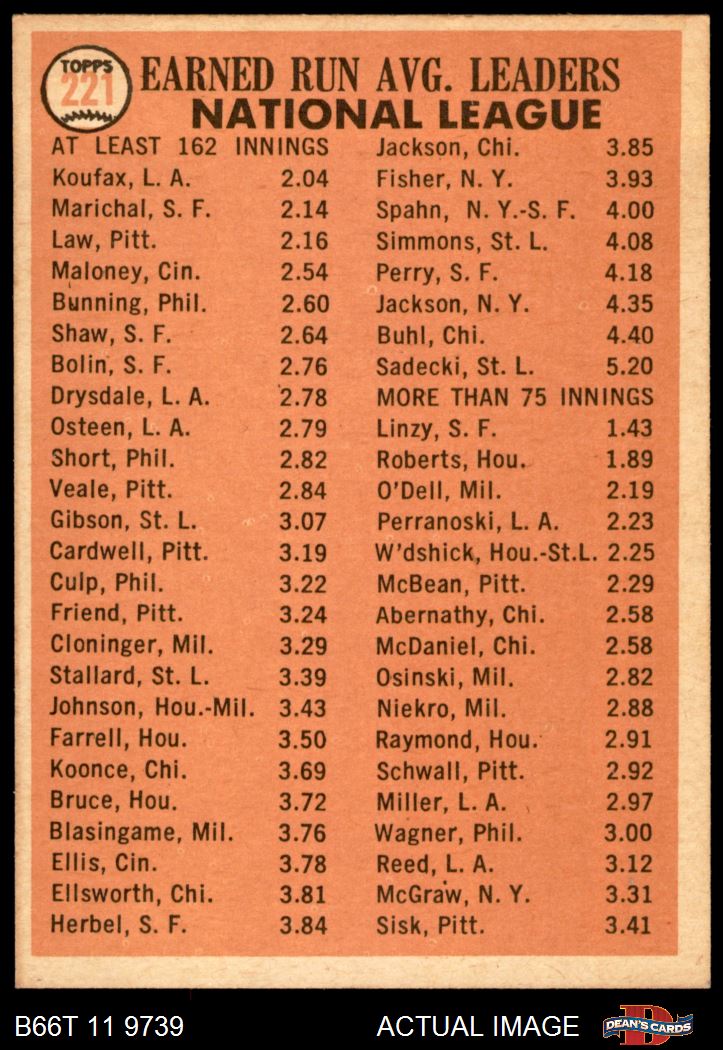 TOPPS
221
EARNED RUN AVG. LEADERS
NATIONAL LEAGUE
AT LEAST 162 INNINGS
Koufax, L. A. 2.04
Marichal, S. F. 2.14
Law, Pitt. 2.16
Maloney, Cin. 2.54
Bunning, Phil. 2.60
Shaw, S. F. 2.64
Bolin, S. F. 2.76
Drysdale, L. A. 2.78
Osteen, L. A. 2.79
Short, Phil. 2.82
Veale, Pitt. 2.84
Gibson, St. L. 3.07
Cardwell, Pitt. 3.19
Culp, Phil. 3.22
Friend, Pitt. 3.24
Cloninger, Mil. 3.29
Stallard, St. L. 3.39
Johnson, Hou.-Mil. 3.43
Farrell, Hou. 3.50
Koonce, Chi. 3.69
Bruce, Hou. 3.72
Blasingame, Mil. 3.76
Ellis, Cin. 3.78
Ellsworth, Chi. 3.81
Herbel, S. F. 3.84
Jackson, Chi. 3.85
Fisher, N. Y. 3.93
Spahn, N. Y.-S. F. 4.00
Simmons, St. L. 4.08
Perry, S. F. 4.18
Jackson, N. Y. 4.35
Buhl, Chi. 4.40
Sadecki, St. L. 5.20
MORE THAN 75 INNINGS
Linzy, S. F. 1.43
Roberts, Hou. 1.89
O'Dell, Mil. 2.19
Perranoski, L. A. 2.23
W'dshick, Hou.-St.L. 2.25
McBean, Pitt. 2.29
Abernathy, Chi. 2.58
McDaniel, Chi. 2.58
Osinski, Mil. 2.82
Niekro, Mil. 2.88
Raymond, Hou. 2.91
Schwall, Pitt. 2.92
Miller, L. A. 2.97
Wagner, Phil. 3.00
Reed, L. A. 3.12
McGraw, N. Y. 3.31
Sisk, Pitt. 3.41
B66T 11 9739 ACTUAL IMAGE
D
DEAN'S CARDS